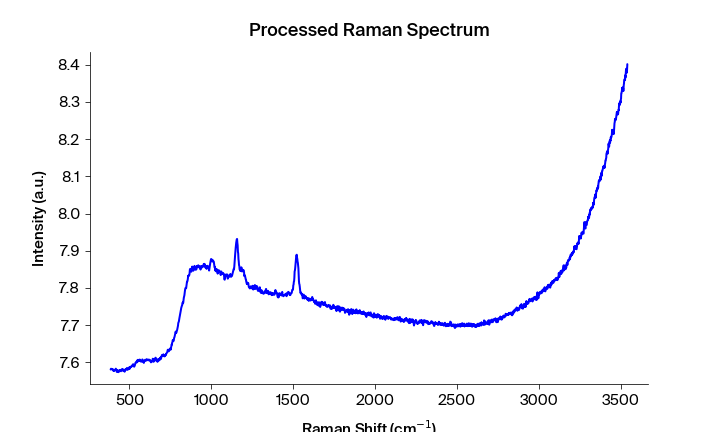 Processed Raman Spectrum
8.4
8.3
8.2
8.1
8.0
7.9
7.8
7.7
7.6
Intensity (a.u.)
500 1000 1500 2000 2500 3000 3500
Raman Shift (cm⁻¹)